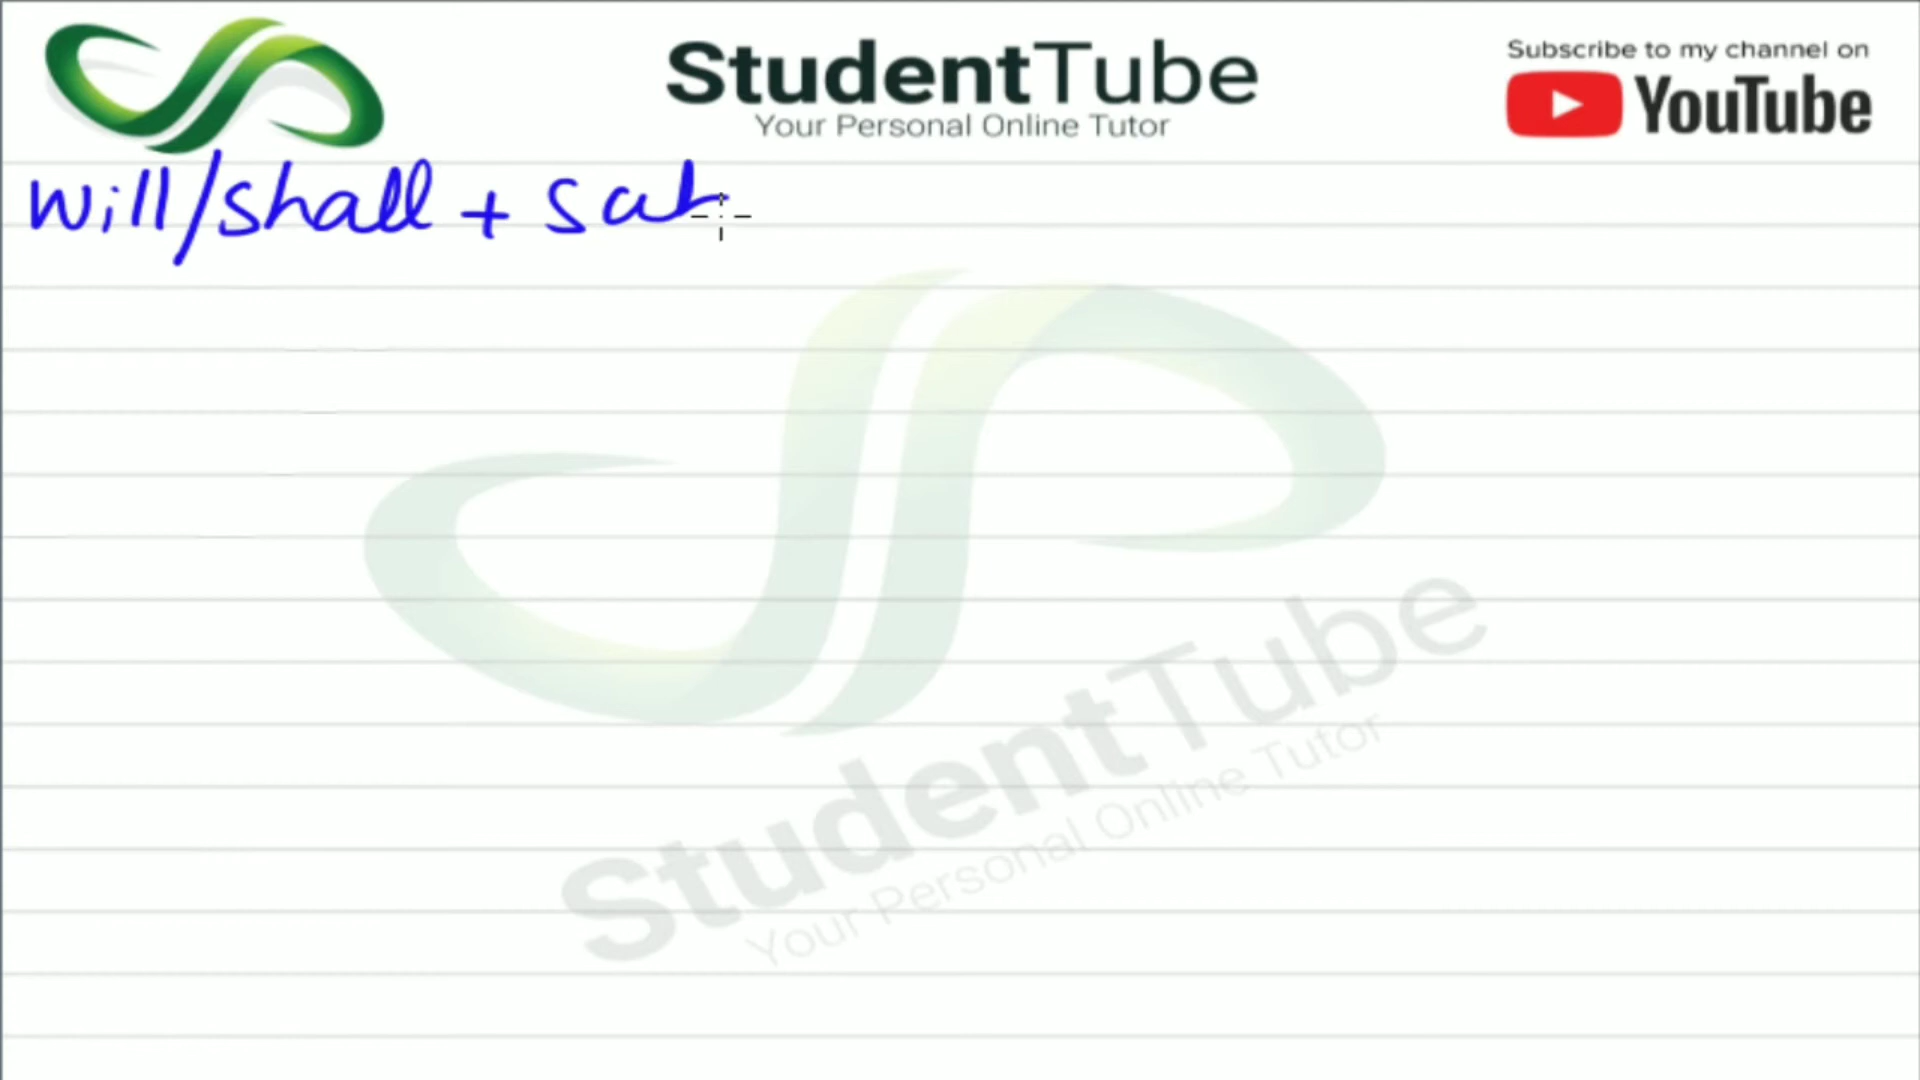 StudentTube
Your Personal Online Tutor
Subscribe to my channel on
YouTube
will/shall + sub
StudentTube
Your Personal Online Tutor